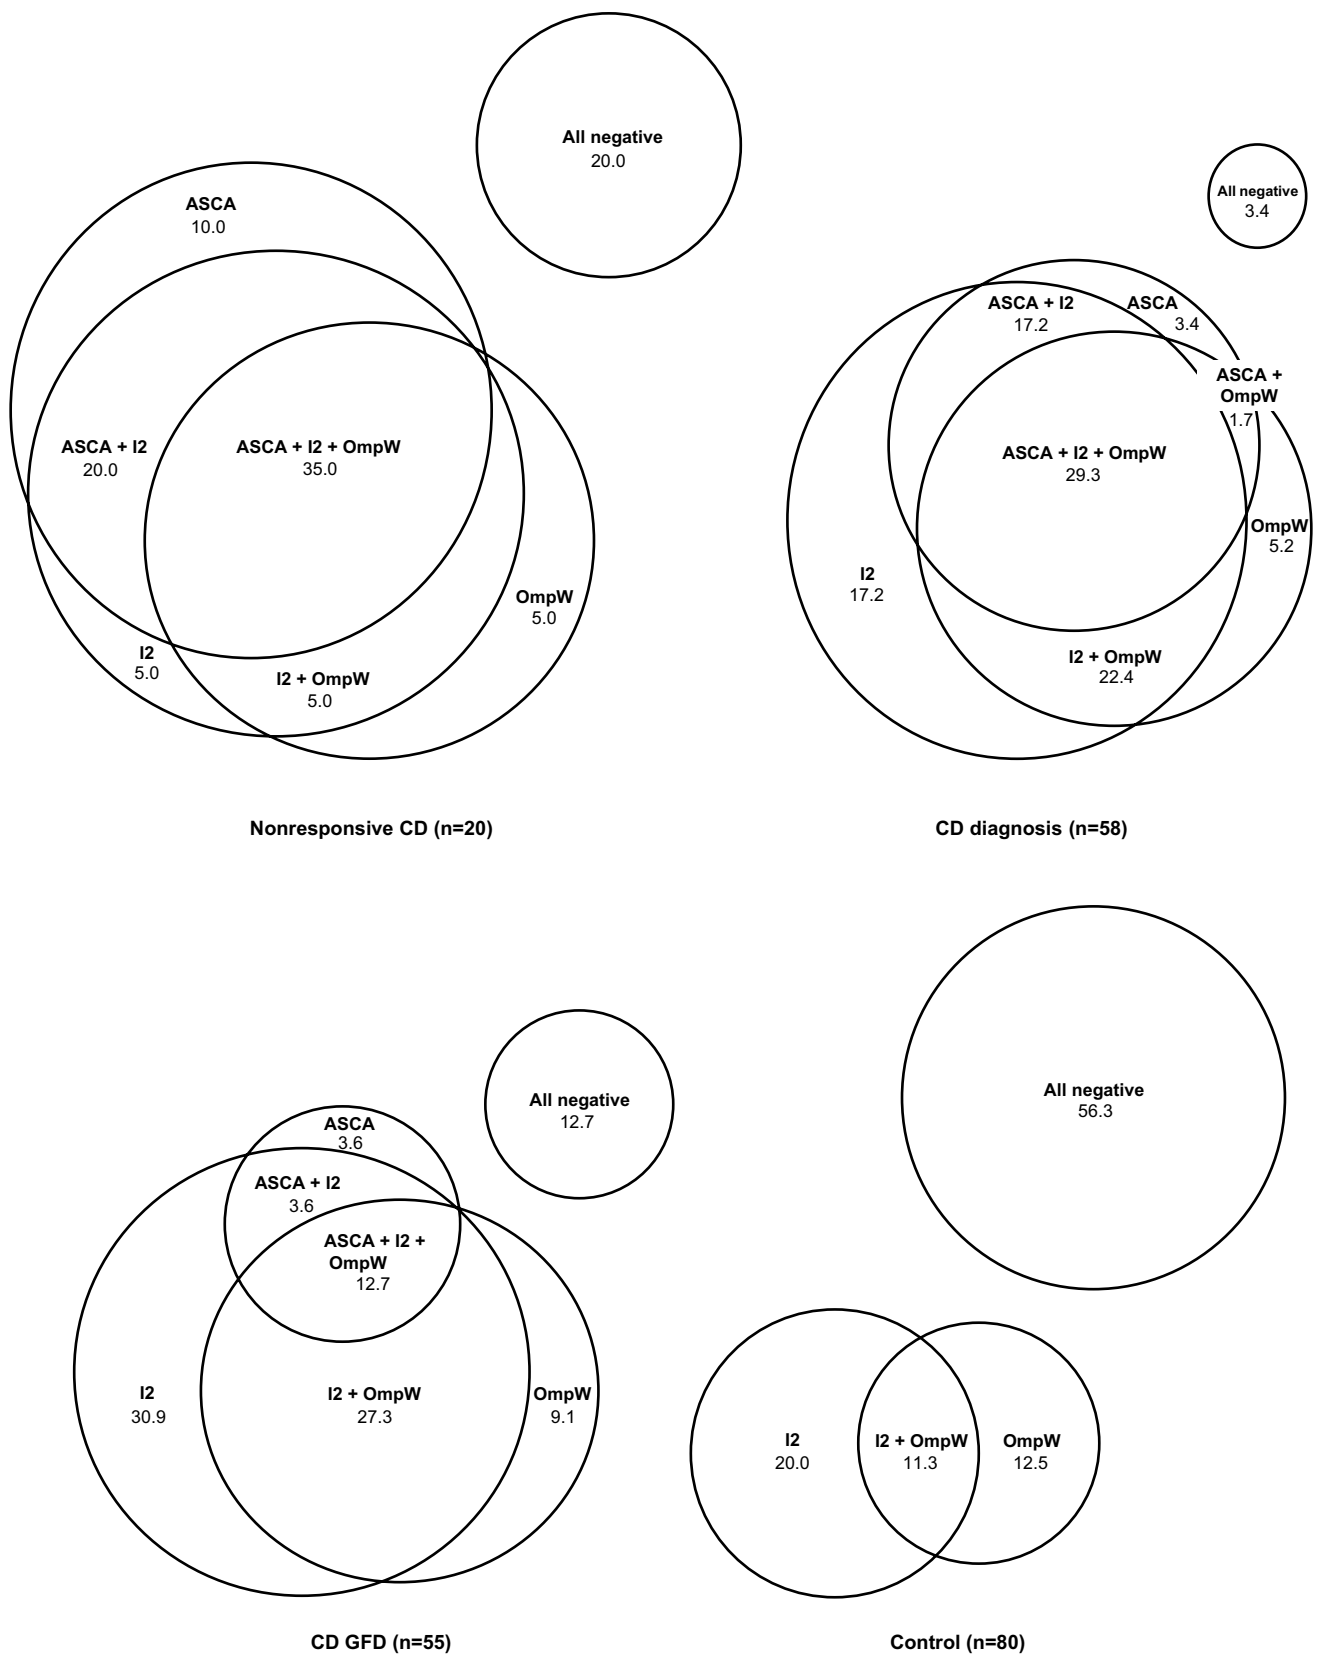 All negative
20.0
ASCA
10.0
ASCA + I2
20.0
ASCA + I2 + OmpW
35.0
OmpW
5.0
I2
5.0
I2 + OmpW
5.0
Nonresponsive CD (n=20)
All negative
3.4
ASCA + I2
17.2
ASCA
3.4
ASCA +
OmpW
1.7
ASCA + I2 + OmpW
29.3
OmpW
5.2
I2
17.2
I2 + OmpW
22.4
CD diagnosis (n=58)
All negative
12.7
ASCA
3.6
ASCA + I2
3.6
ASCA + I2 +
OmpW
12.7
I2
30.9
I2 + OmpW
27.3
OmpW
9.1
CD GFD (n=55)
All negative
56.3
I2
20.0
I2 + OmpW
11.3
OmpW
12.5
Control (n=80)